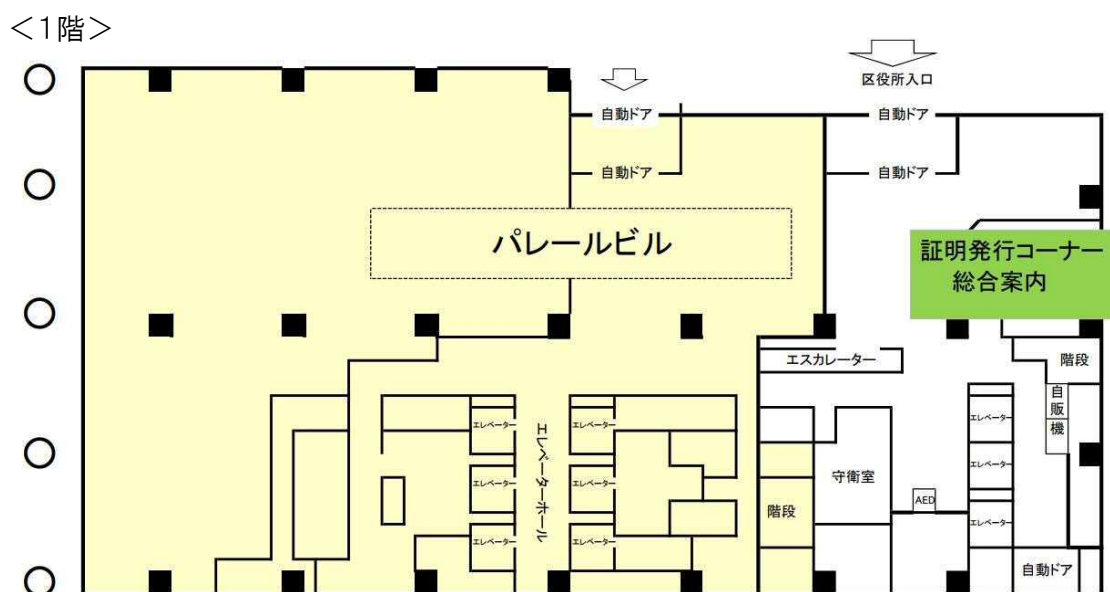 ＜1階＞
区役所入口
自動ドア
自動ドア
自動ドア
自動ドア
パレールビル
証明発行コーナー
総合案内
エスカレーター
階段
自販機
エレベーター
エレベーター
エレベーター
エレベーターホール
エレベーター
エレベーター
守衛室
エレベーター
AED
階段
エレベーター
エレベーター
エレベーター
自動ドア